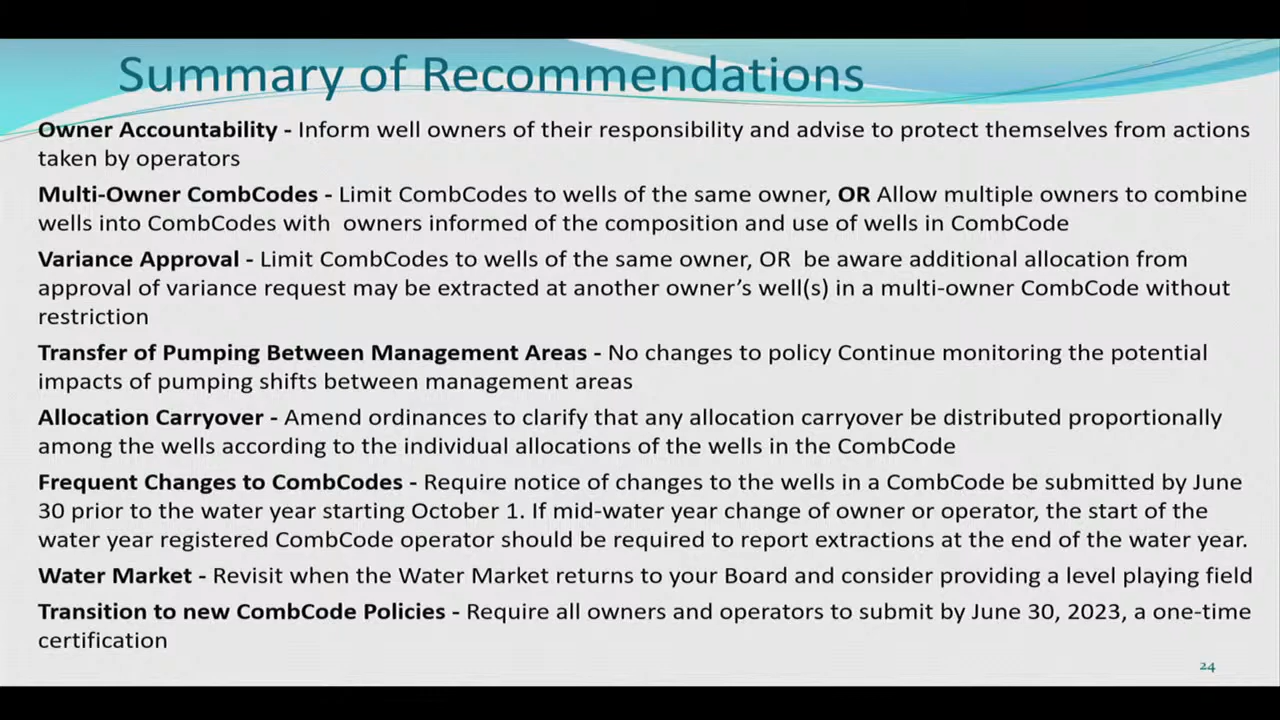 Summary of Recommendations
Owner Accountability - Inform well owners of their responsibility and advise to protect themselves from actions
taken by operators
Multi-Owner CombCodes - Limit CombCodes to wells of the same owner, OR Allow multiple owners to combine
wells into CombCodes with owners informed of the composition and use of wells in CombCode
Variance Approval - Limit CombCodes to wells of the same owner, OR be aware additional allocation from
approval of variance request may be extracted at another owner's well(s) in a multi-owner CombCode without
restriction
Transfer of Pumping Between Management Areas - No changes to policy Continue monitoring the potential
impacts of pumping shifts between management areas
Allocation Carryover - Amend ordinances to clarify that any allocation carryover be distributed proportionally
among the wells according to the individual allocations of the wells in the CombCode
Frequent Changes to CombCodes - Require notice of changes to the wells in a CombCode be submitted by June
30 prior to the water year starting October 1. If mid-water year change of owner or operator, the start of the
water year registered CombCode operator should be required to report extractions at the end of the water year.
Water Market - Revisit when the Water Market returns to your Board and consider providing a level playing field
Transition to new CombCode Policies - Require all owners and operators to submit by June 30, 2023, a one-time
certification
24